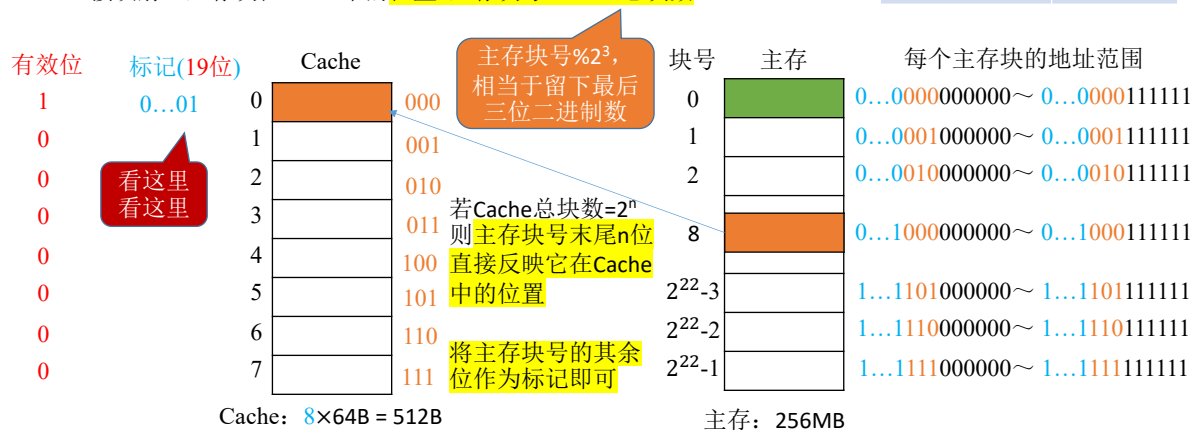 主存块号%2³,
相当于留下最后
三位二进制数
有效位 标记(19位) Cache 块号 主存 每个主存块的地址范围
1 0…01 0 000 0 0…0000000000～ 0…0000111111
0 1 001 1 0…0001000000～ 0…0001111111
看这里
看这里
0 2 010 2 0…0010000000～ 0…0010111111
若Cache总块数=2ⁿ
则主存块号末尾n位
直接反映它在Cache
中的位置
0 3 011 8 0…1000000000～ 0…1000111111
0 4 100
0 5 101 2²²-3 1…1101000000～ 1…1101111111
0 6 110 2²²-2 1…1110000000～ 1…1110111111
将主存块号的其余
位作为标记即可
0 7 111 2²²-1 1…1111000000～ 1…1111111111
Cache：8×64B = 512B 主存：256MB